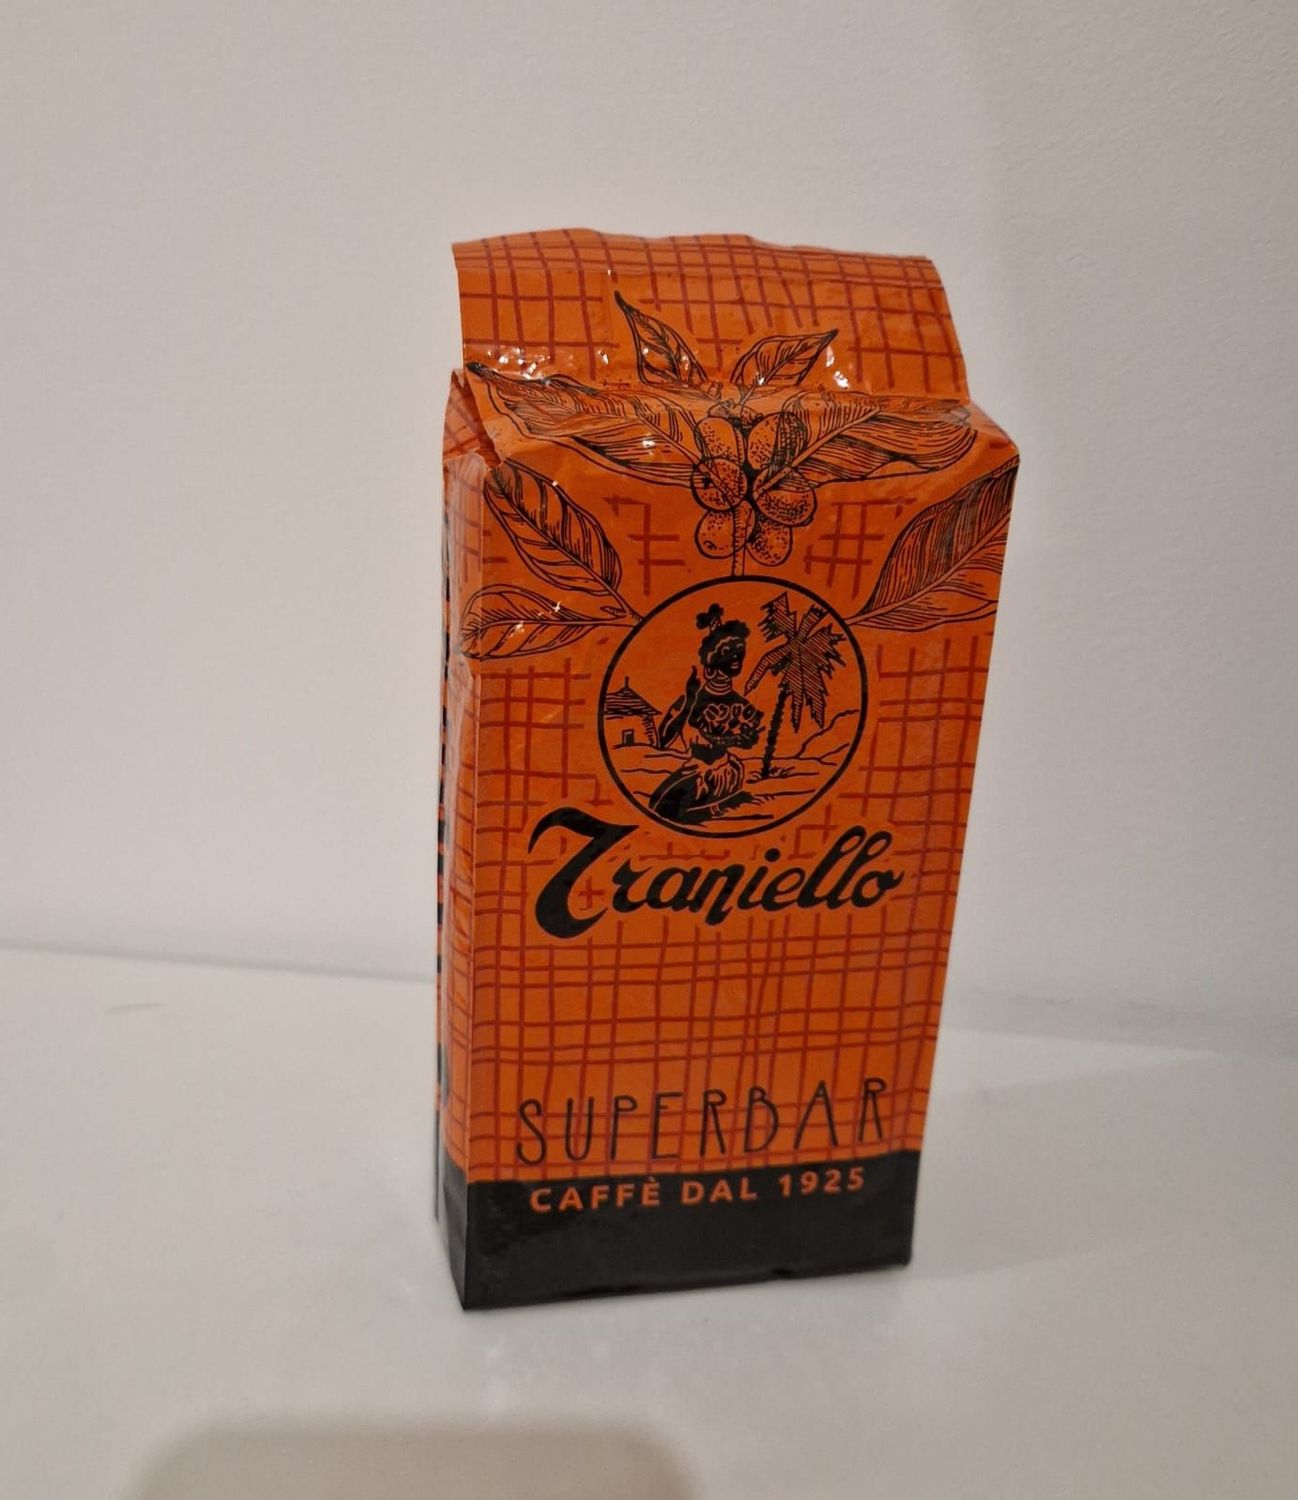 Traniello
SUPERBAR
CAFFÈ DAL 1925